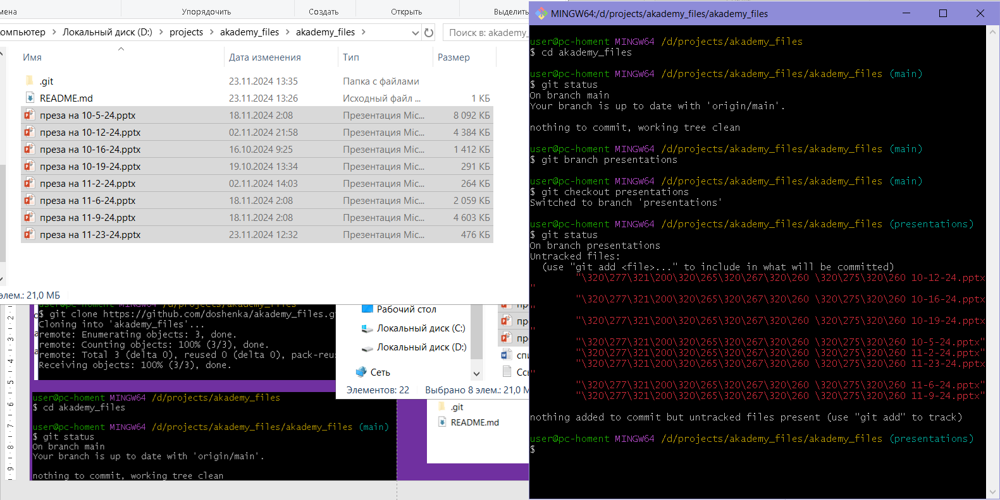 мена
Упорядочить
Создать
Открыть
Выделить
омпьютер > Локальный диск (D:) > projects > akademy_files > akademy_files >
Поиск в: akademy_
Имя Дата изменения Тип Размер
.git 23.11.2024 13:35 Папка с файлами
README.md 23.11.2024 13:26 Исходный файл ... 1 КБ
преза на 10-5-24.pptx 18.11.2024 2:08 Презентация Mic... 8 092 КБ
преза на 10-12-24.pptx 02.11.2024 21:58 Презентация Mic... 4 384 КБ
преза на 10-16-24.pptx 16.10.2024 9:25 Презентация Mic... 1 412 КБ
преза на 10-19-24.pptx 19.10.2024 13:34 Презентация Mic... 291 КБ
преза на 11-2-24.pptx 02.11.2024 14:03 Презентация Mic... 264 КБ
преза на 11-6-24.pptx 18.11.2024 2:08 Презентация Mic... 2 059 КБ
преза на 11-9-24.pptx 18.11.2024 2:08 Презентация Mic... 4 603 КБ
преза на 11-23-24.pptx 23.11.2024 12:32 Презентация Mic... 476 КБ
элем.: 21,0 МБ
user@pc-homent MINGW64 /d/projects/akademy_files
$ git clone https://github.com/doshenka/akademy_files.gi
Cloning into 'akademy_files'...
remote: Enumerating objects: 3, done.
remote: Counting objects: 100% (3/3), done.
remote: Total 3 (delta 0), reused 0 (delta 0), pack-reus
Receiving objects: 100% (3/3), done.
Рабочий стол
Локальный диск (C:)
Локальный диск (D:)
Сеть
пр
пр
пре
спи
Ссы
Элементов: 22 Выбрано 8 элем.: 21,0 М
user@pc-homent MINGW64 /d/projects/akademy_files
$ cd akademy_files
user@pc-homent MINGW64 /d/projects/akademy_files/akademy_files (main)
$ git status
On branch main
Your branch is up to date with 'origin/main'.
nothing to commit, working tree clean
.git
README.md
1 2 3 4 5 6 7 8 9
MINGW64:/d/projects/akademy_files/akademy_files
user@pc-homent MINGW64 /d/projects/akademy_files
$ cd akademy_files
user@pc-homent MINGW64 /d/projects/akademy_files/akademy_files (main)
$ git status
On branch main
Your branch is up to date with 'origin/main'.
nothing to commit, working tree clean
user@pc-homent MINGW64 /d/projects/akademy_files/akademy_files (main)
$ git branch presentations
user@pc-homent MINGW64 /d/projects/akademy_files/akademy_files (main)
$ git checkout presentations
Switched to branch 'presentations'
user@pc-homent MINGW64 /d/projects/akademy_files/akademy_files (presentations)
$ git status
On branch presentations
Untracked files:
(use "git add <file>..." to include in what will be committed)
"\320\277\321\200\320\265\320\267\320\260 \320\275\320\260 10-12-24.pptx
"
"\320\277\321\200\320\265\320\267\320\260 \320\275\320\260 10-16-24.pptx
"
"\320\277\321\200\320\265\320\267\320\260 \320\275\320\260 10-19-24.pptx
"
"\320\277\321\200\320\265\320\267\320\260 \320\275\320\260 10-5-24.pptx"
"\320\277\321\200\320\265\320\267\320\260 \320\275\320\260 11-2-24.pptx"
"\320\277\321\200\320\265\320\267\320\260 \320\275\320\260 11-23-24.pptx
"
"\320\277\321\200\320\265\320\267\320\260 \320\275\320\260 11-6-24.pptx"
"\320\277\321\200\320\265\320\267\320\260 \320\275\320\260 11-9-24.pptx"
nothing added to commit but untracked files present (use "git add" to track)
user@pc-homent MINGW64 /d/projects/akademy_files/akademy_files (presentations)
$